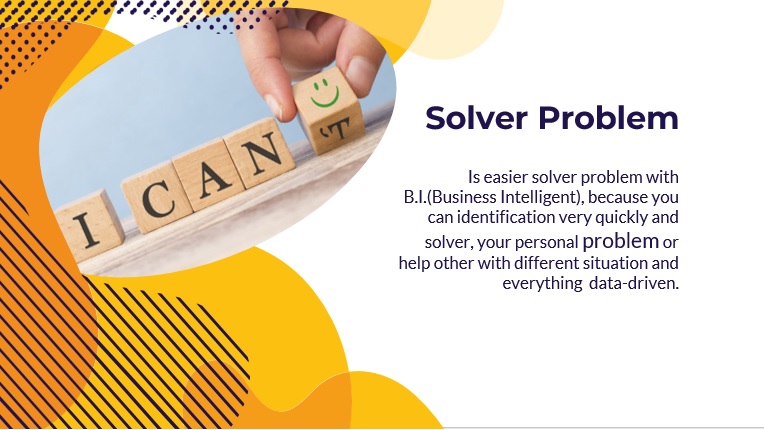 I CAN 'T
Solver Problem
Is easier solver problem with
B.I.(Business Intelligent), because you
can identification very quickly and
solver, your personal problem or
help other with different situation and
everything data-driven.